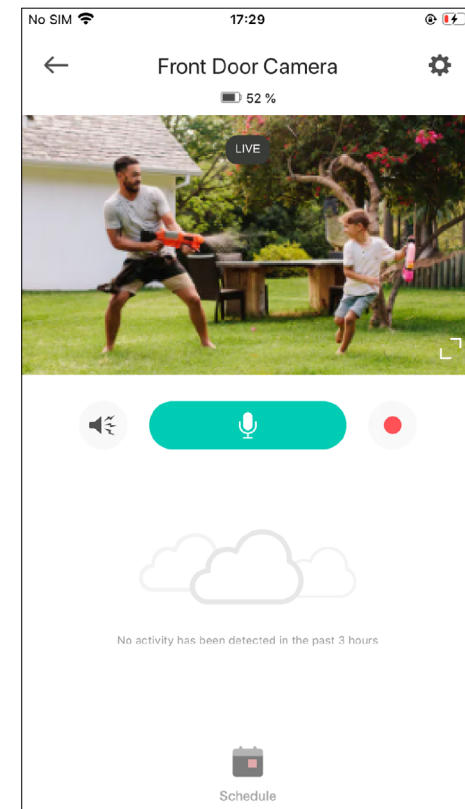 No SIM 17:29
Front Door Camera
52 %
LIVE
No activity has been detected in the past 3 hours
Schedule